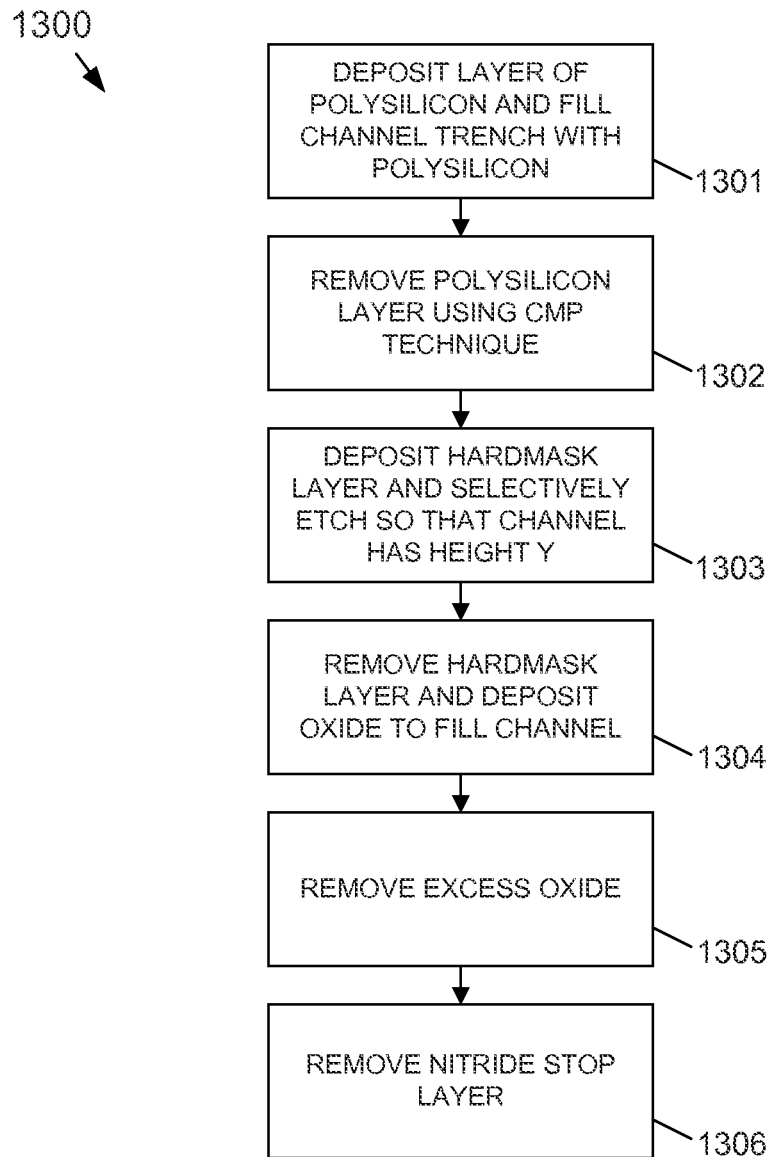 1300
DEPOSIT LAYER OF
POLYSILICON AND FILL
CHANNEL TRENCH WITH
POLYSILICON
1301
REMOVE POLYSILICON
LAYER USING CMP
TECHNIQUE
1302
DEPOSIT HARDMASK
LAYER AND SELECTIVELY
ETCH SO THAT CHANNEL
HAS HEIGHT Y
1303
REMOVE HARDMASK
LAYER AND DEPOSIT
OXIDE TO FILL CHANNEL
1304
REMOVE EXCESS OXIDE
1305
REMOVE NITRIDE STOP
LAYER
1306